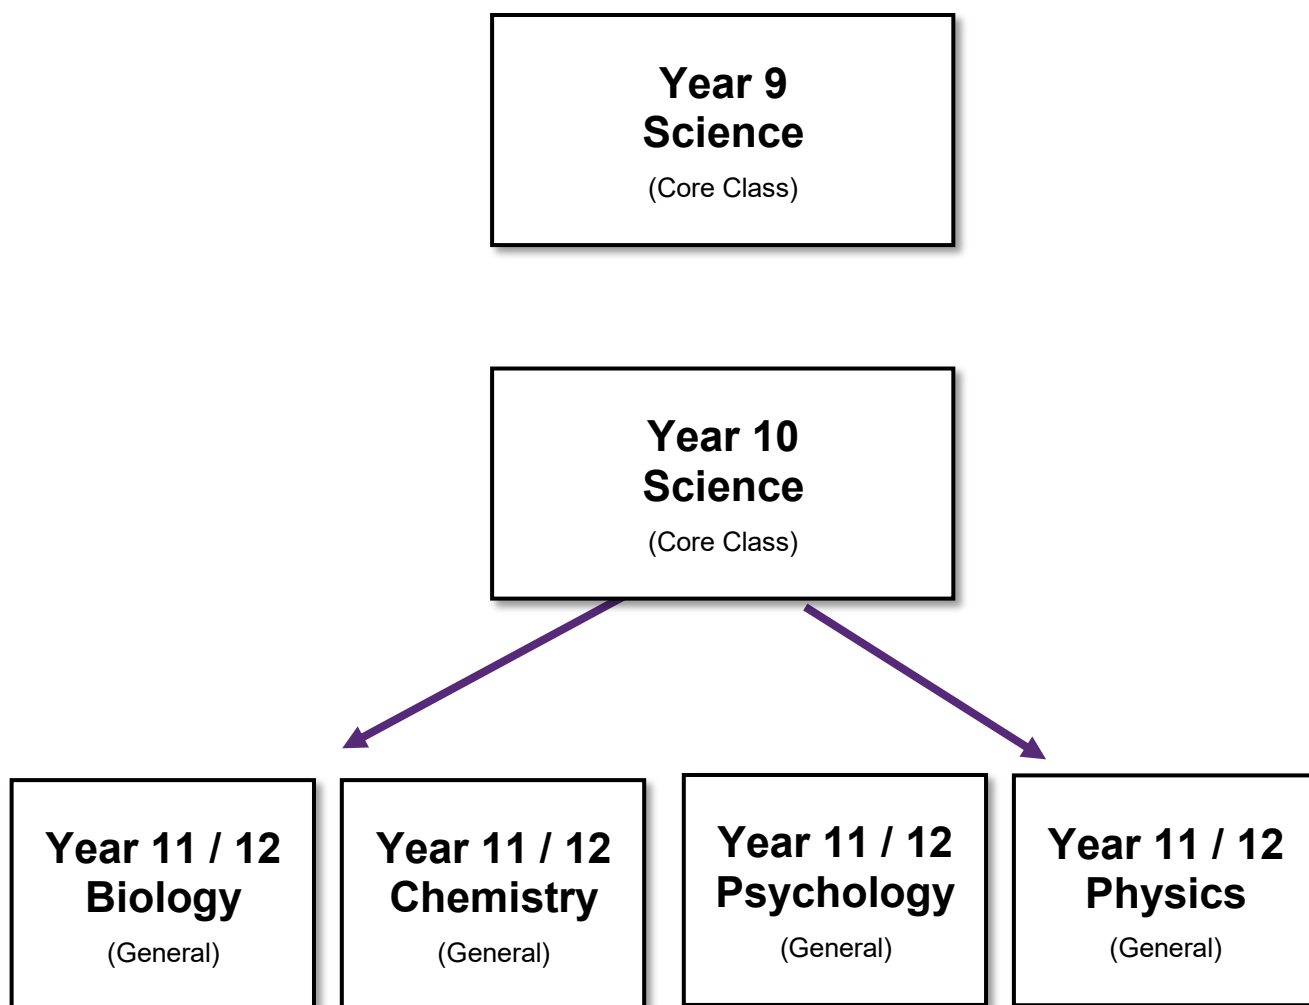 Year 9
Science
(Core Class)
Year 10
Science
(Core Class)
Year 11 / 12
Biology
(General)
Year 11 / 12
Chemistry
(General)
Year 11 / 12
Psychology
(General)
Year 11 / 12
Physics
(General)